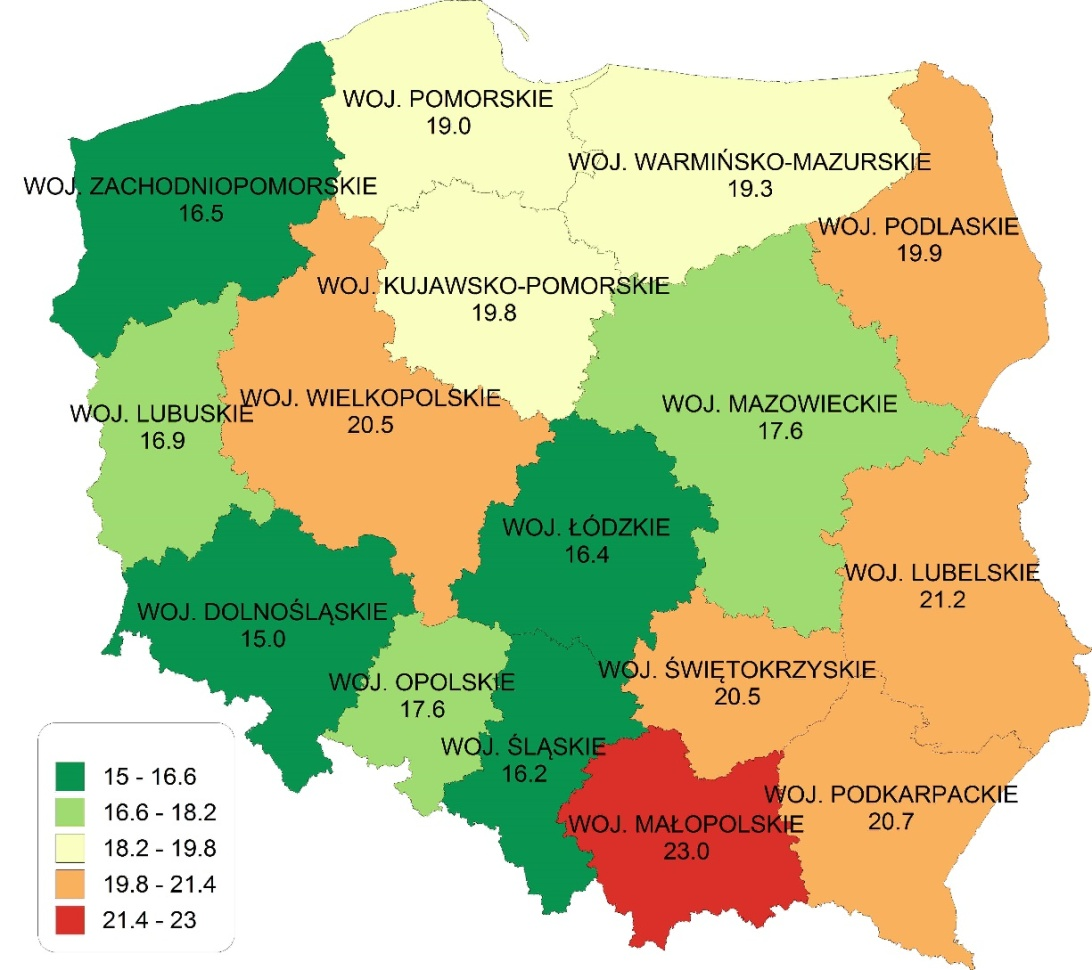 WOJ. POMORSKIE
19.0
WOJ. WARMIŃSKO-MAZURSKIE
19.3
WOJ. ZACHODNIOPOMORSKIE
16.5
WOJ. PODLASKIE
19.9
WOJ. KUJAWSKO-POMORSKIE
19.8
WOJ. LUBUSKIE
16.9
WOJ. WIELKOPOLSKIE
20.5
WOJ. MAZOWIECKIE
17.6
WOJ. ŁÓDZKIE
16.4
WOJ. LUBELSKIE
21.2
WOJ. DOLNOŚLĄSKIE
15.0
WOJ. OPOLSKIE
17.6
WOJ. ŚWIĘTOKRZYSKIE
20.5
WOJ. ŚLĄSKIE
16.2
WOJ. MAŁOPOLSKIE
23.0
WOJ. PODKARPACKIE
20.7
15 - 16.6
16.6 - 18.2
18.2 - 19.8
19.8 - 21.4
21.4 - 23